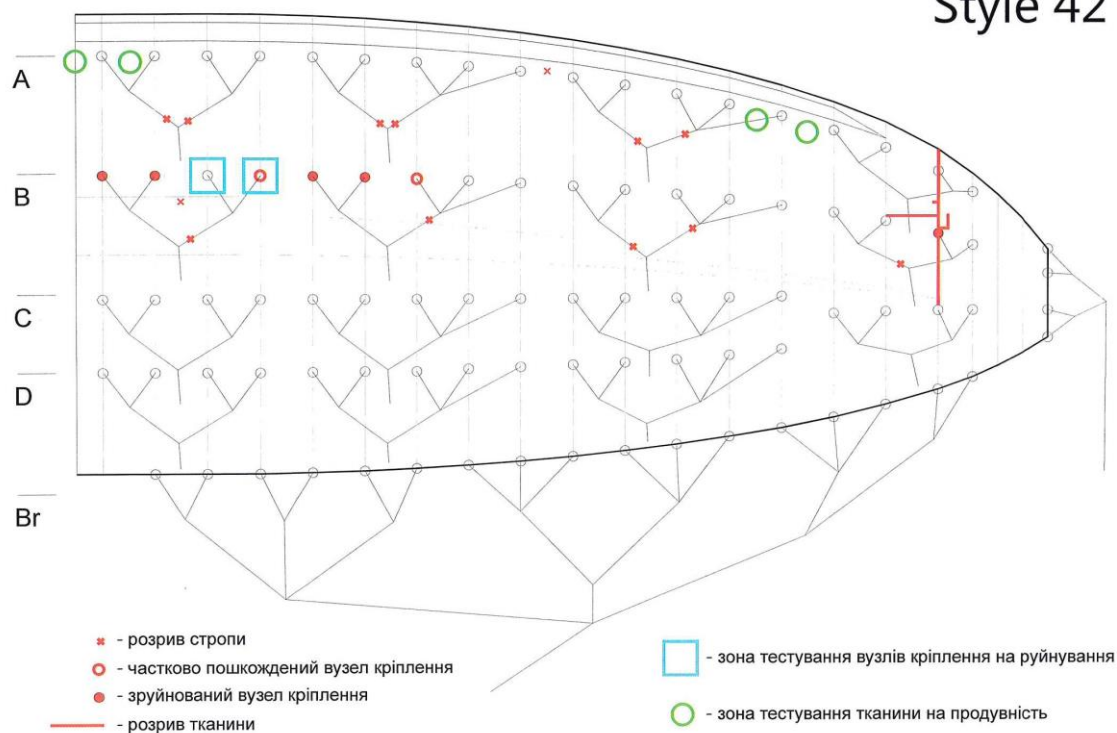 Style 42
A
B
C
D
Br
- розрив стропи
- частково пошкождений вузел кріплення
- зруйнований вузел кріплення
- розрив тканини
- зона тестування вузлів кріплення на руйнування
- зона тестування тканини на продувність